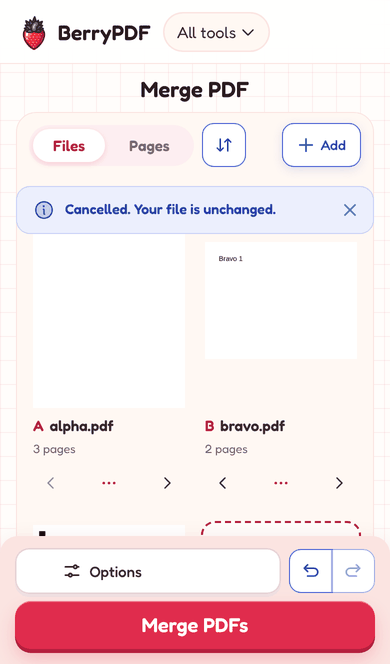 BerryPDF
All tools
Merge PDF
Files
Pages
Add
Cancelled. Your file is unchanged.
Bravo 1
A alpha.pdf
3 pages
B bravo.pdf
2 pages
Options
Merge PDFs